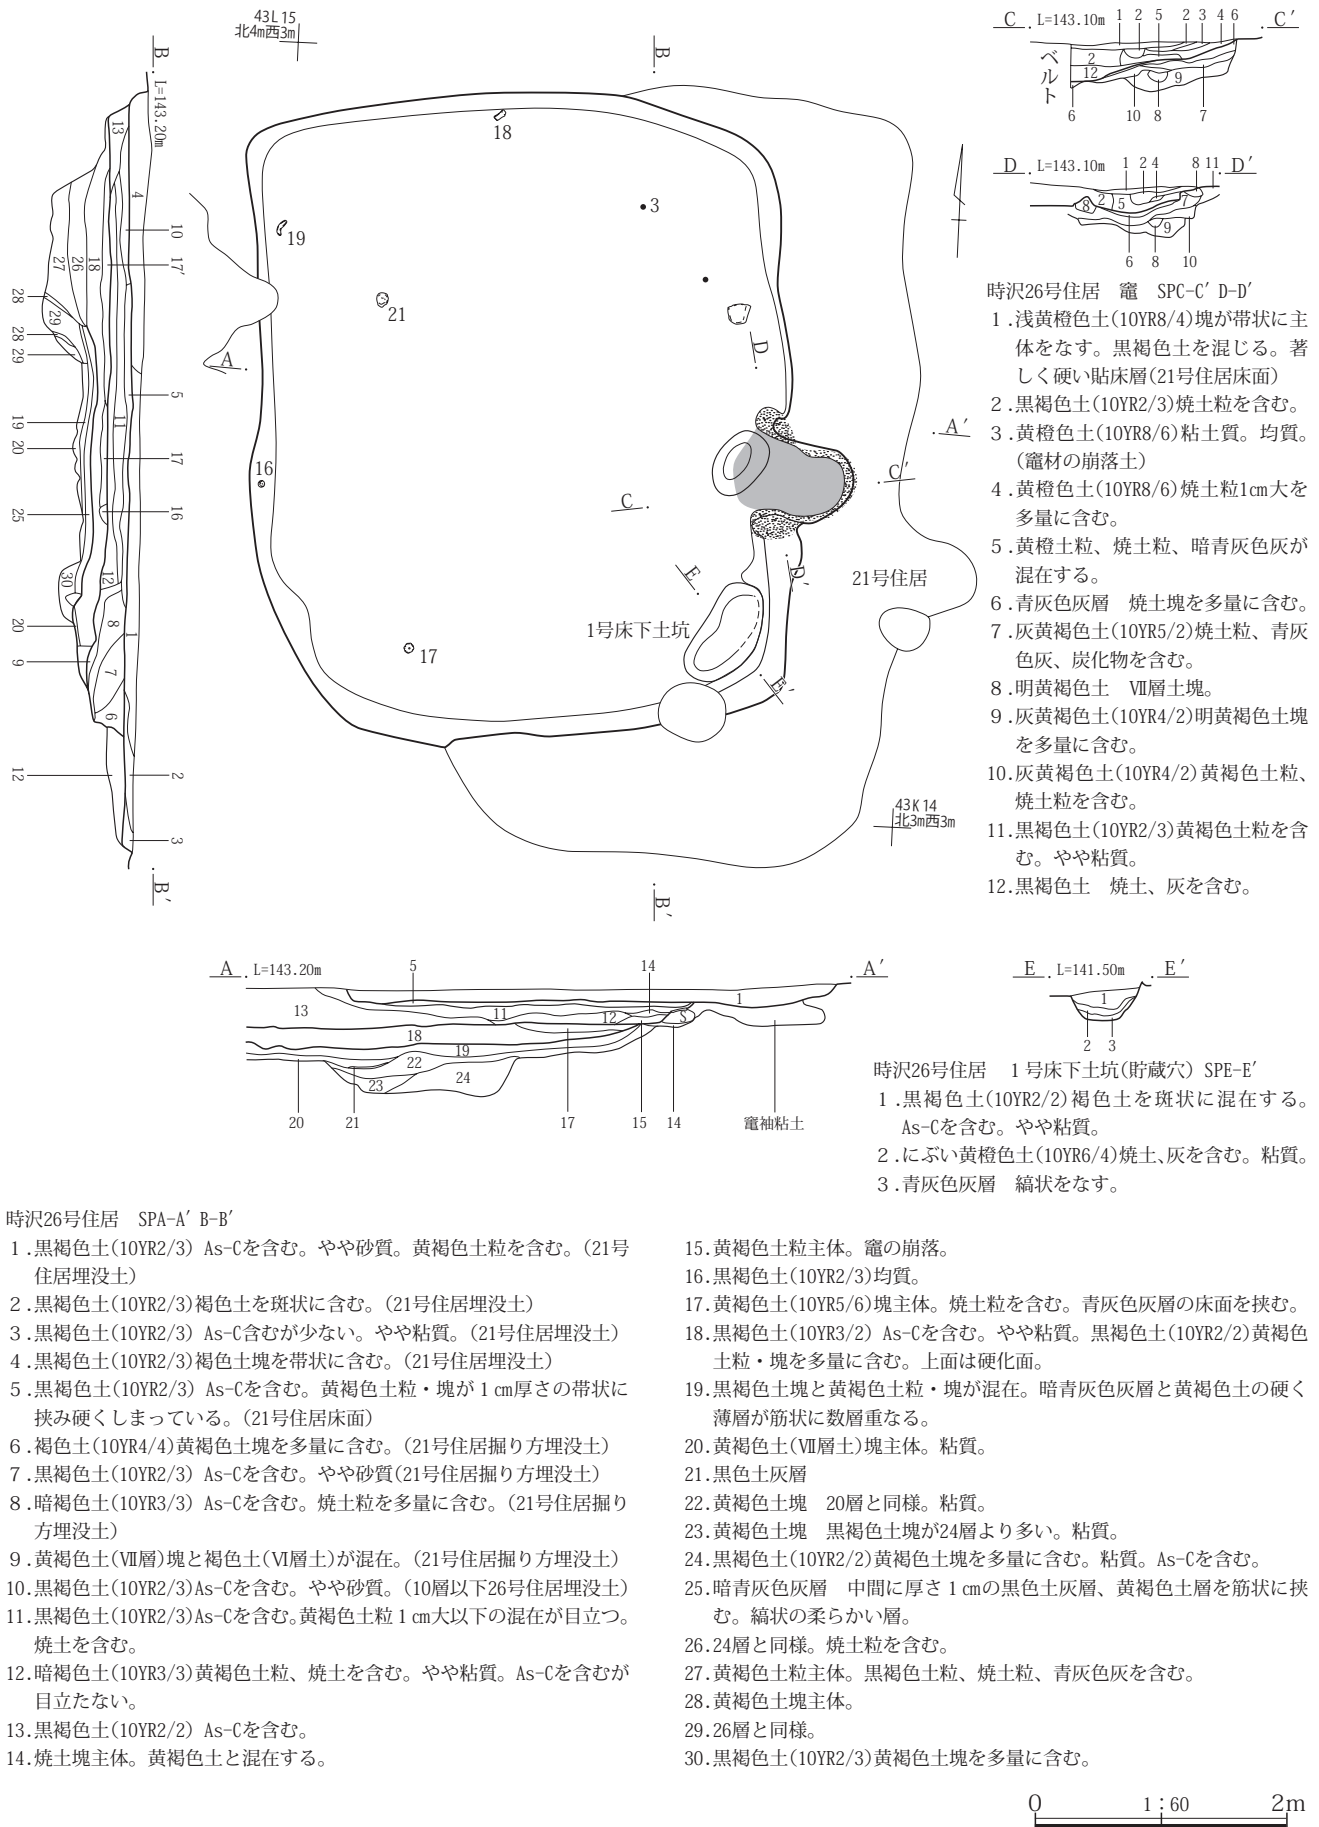 43L15
北4m西3m
B
B
L=143.20m
13
4
10
17′
18
26
27
28
29
28
29
5
11
19
20
17
25
16
12
30
8
1
20
9
7
6
12
2
3
B′
18
3
19
21
A
D
A′
C′
16
C
E
D′
21号住居
1号床下土坑
17
E′
43K14
北3m西3m
B′
C L=143.10m 1 2 5 2 3 4 6 C′
ベルト
2
12
9
6 10 8 7
D L=143.10m 1 2 4 8 11 D′
8 2 5 7
9
6 8 10
時沢26号住居 竈 SPC-C′ D-D′
1.浅黄橙色土(10YR8/4)塊が帯状に主
体をなす。黒褐色土を混じる。著
しく硬い貼床層(21号住居床面)
2.黒褐色土(10YR2/3)焼土粒を含む。
3.黄橙色土(10YR8/6)粘土質。均質。
(竈材の崩落土)
4.黄橙色土(10YR8/6)焼土粒1㎝大を
多量に含む。
5.黄橙土粒、焼土粒、暗青灰色灰が
混在する。
6.青灰色灰層 焼土塊を多量に含む。
7.灰黄褐色土(10YR5/2)焼土粒、青灰
色灰、炭化物を含む。
8.明黄褐色土 Ⅶ層土塊。
9.灰黄褐色土(10YR4/2)明黄褐色土塊
を多量に含む。
10.灰黄褐色土(10YR4/2)黄褐色土粒、
焼土粒を含む。
11.黒褐色土(10YR2/3)黄褐色土粒を含
む。やや粘質。
12.黒褐色土 焼土、灰を含む。
A L=143.20m 5 14 A′
1
13 11 12 S
18
19
22
23 24
20 21 17 15 14 竈袖粘土
E L=141.50m E′
1
2 3
時沢26号住居 1号床下土坑(貯蔵穴) SPE-E′
1.黒褐色土(10YR2/2)褐色土を斑状に混在する。
As-Cを含む。やや粘質。
2.にぶい黄橙色土(10YR6/4)焼土、灰を含む。粘質。
3.青灰色灰層 縞状をなす。
時沢26号住居 SPA-A′ B-B′
1.黒褐色土(10YR2/3) As-Cを含む。やや砂質。黄褐色土粒を含む。(21号
住居埋没土)
2.黒褐色土(10YR2/3)褐色土を斑状に含む。(21号住居埋没土)
3.黒褐色土(10YR2/3) As-C含むが少ない。やや粘質。(21号住居埋没土)
4.黒褐色土(10YR2/3)褐色土塊を帯状に含む。(21号住居埋没土)
5.黒褐色土(10YR2/3) As-Cを含む。黄褐色土粒・塊が1㎝厚さの帯状に
挟み硬くしまっている。(21号住居床面)
6.褐色土(10YR4/4)黄褐色土塊を多量に含む。(21号住居掘り方埋没土)
7.黒褐色土(10YR2/3) As-Cを含む。やや砂質(21号住居掘り方埋没土)
8.暗褐色土(10YR3/3) As-Cを含む。焼土粒を多量に含む。(21号住居掘り
方埋没土)
9.黄褐色土(Ⅶ層)塊と褐色土(Ⅵ層土)が混在。(21号住居掘り方埋没土)
10.黒褐色土(10YR2/3)As-Cを含む。やや砂質。(10層以下26号住居埋没土)
11.黒褐色土(10YR2/3)As-Cを含む。黄褐色土粒1㎝大以下の混在が目立つ。
焼土を含む。
12.暗褐色土(10YR3/3)黄褐色土粒、焼土を含む。やや粘質。As-Cを含むが
目立たない。
13.黒褐色土(10YR2/2) As-Cを含む。
14.焼土塊主体。黄褐色土と混在する。
15.黄褐色土粒主体。竈の崩落。
16.黒褐色土(10YR2/3)均質。
17.黄褐色土(10YR5/6)塊主体。焼土粒を含む。青灰色灰層の床面を挟む。
18.黒褐色土(10YR3/2) As-Cを含む。やや粘質。黒褐色土(10YR2/2)黄褐色
土粒・塊を多量に含む。上面は硬化面。
19.黒褐色土塊と黄褐色土粒・塊が混在。暗青灰色灰層と黄褐色土の硬く
薄層が筋状に数層重なる。
20.黄褐色土(Ⅶ層土)塊主体。粘質。
21.黒色土灰層
22.黄褐色土塊 20層と同様。粘質。
23.黄褐色土塊 黒褐色土塊が24層より多い。粘質。
24.黒褐色土(10YR2/2)黄褐色土塊を多量に含む。粘質。As-Cを含む。
25.暗青灰色灰層 中間に厚さ1㎝の黒色土灰層、黄褐色土層を筋状に挟
む。縞状の柔らかい層。
26.24層と同様。焼土粒を含む。
27.黄褐色土粒主体。黒褐色土粒、焼土粒、青灰色灰を含む。
28.黄褐色土塊主体。
29.26層と同様。
30.黒褐色土(10YR2/3)黄褐色土塊を多量に含む。
0 1:60 2m